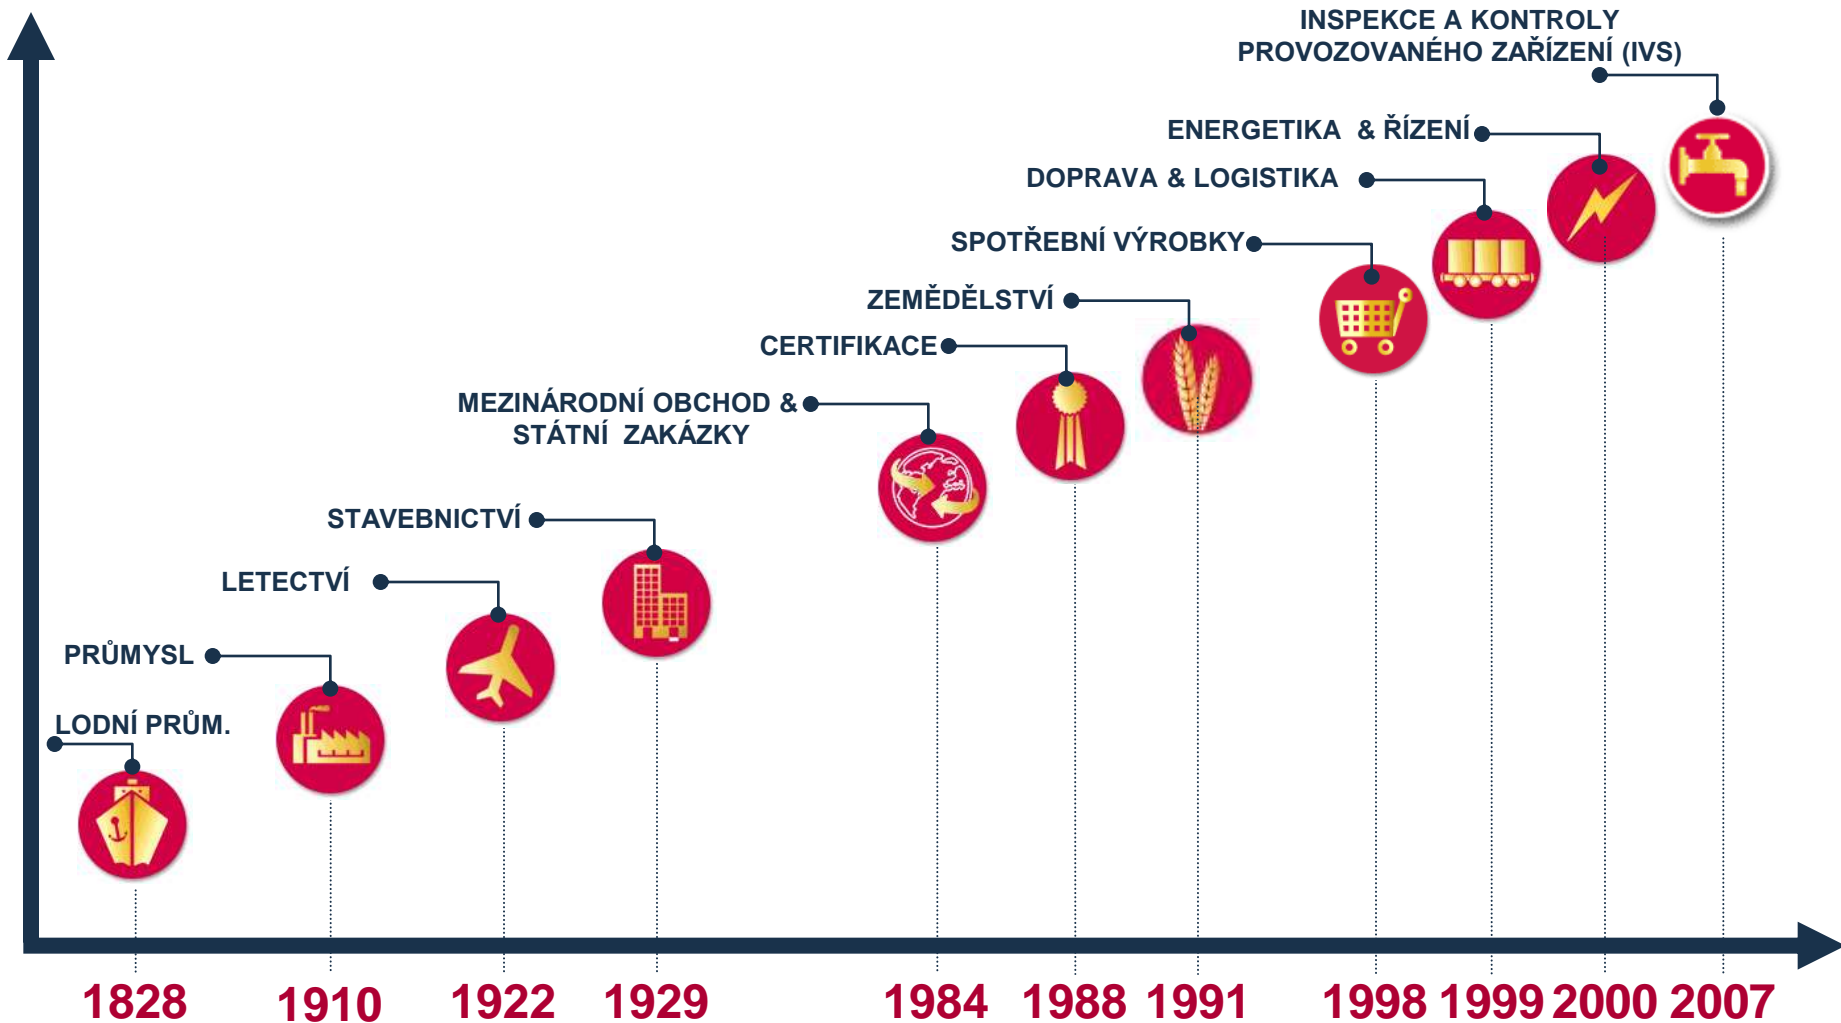 INSPEKCE A KONTROLY
PROVOZOVANÉHO ZAŘÍZENÍ (IVS)
ENERGETIKA & ŘÍZENÍ
DOPRAVA & LOGISTIKA
SPOTŘEBNÍ VÝROBKY
ZEMĚDĚLSTVÍ
CERTIFIKACE
MEZINÁRODNÍ OBCHOD &
STÁTNÍ ZAKÁZKY
STAVEBNICTVÍ
LETECTVÍ
PRŮMYSL
LODNÍ PRŮM.
1828 1910 1922 1929 1984 1988 1991 1998 1999 2000 2007